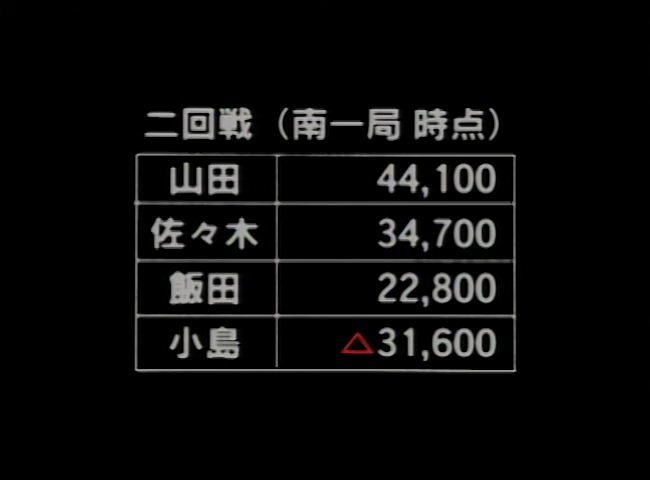 二回戦（南一局 時点）
山田 44,100
佐々木 34,700
飯田 22,800
小島 △31,600